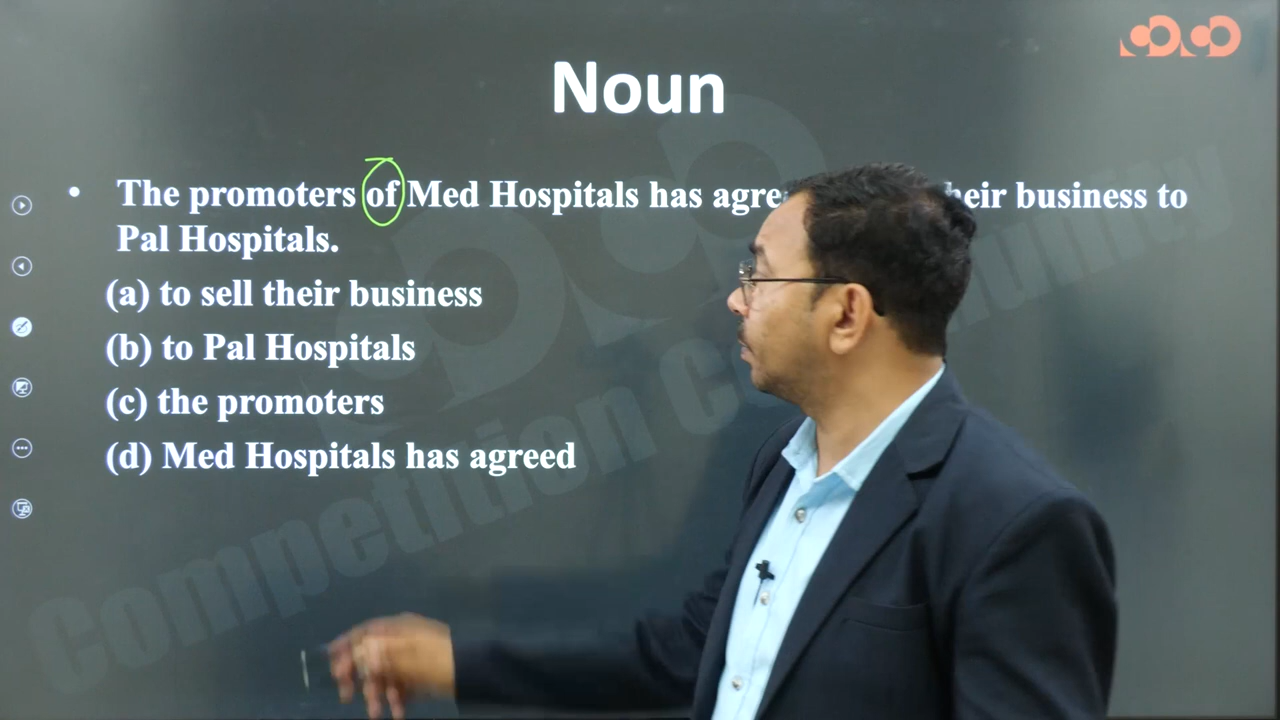 Noun
• The promoters of Med Hospitals has heir business to
Pal Hospitals.
(a) to sell their business
(b) to Pal Hospitals
(c) the promoters
(d) Med Hospitals has agreed
Competition